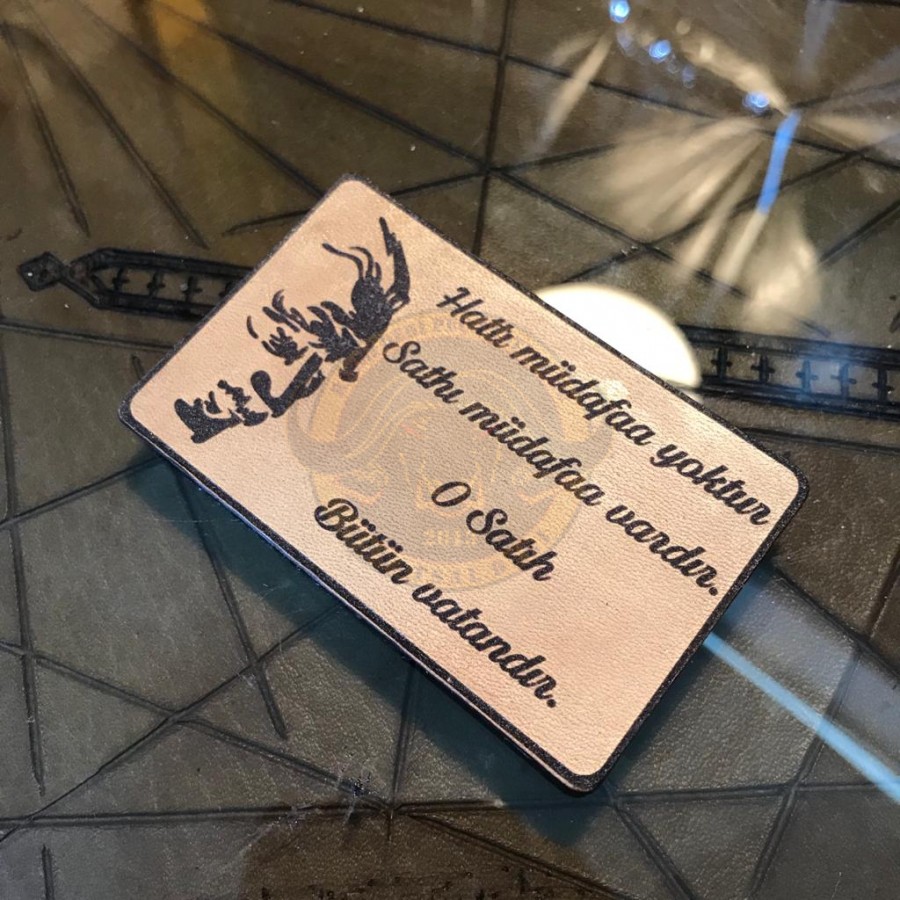 Hattı müdafaa yoktur
Sathı müdafaa vardır.
O Satıh
Bütün vatandır.